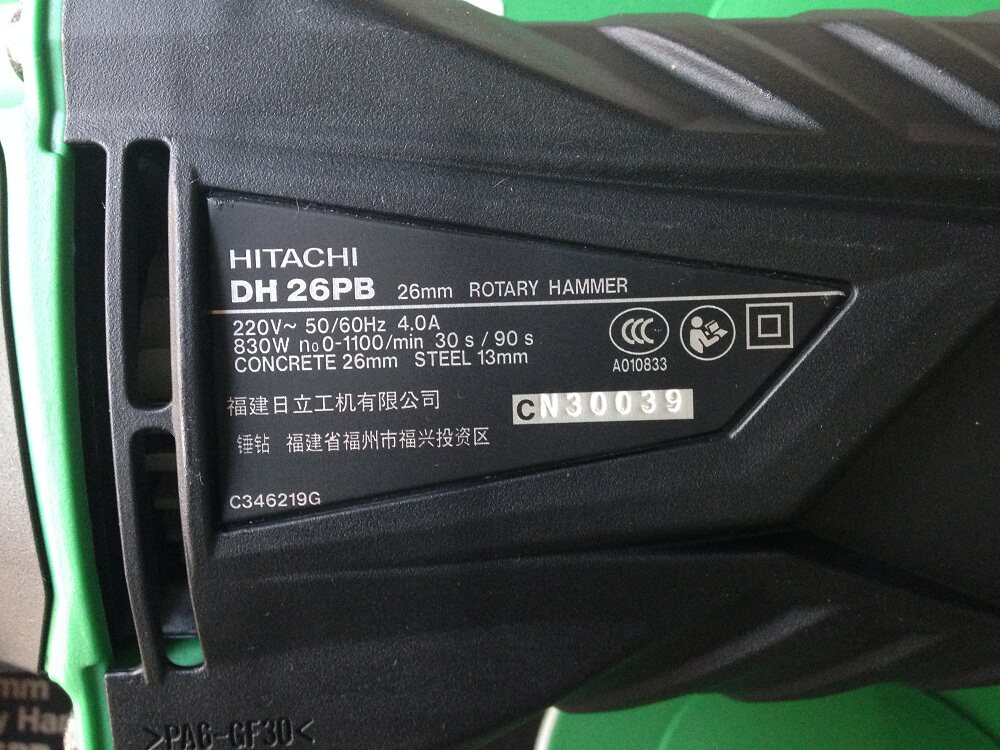 HITACHI
DH 26PB 26mm ROTARY HAMMER
220V~ 50/60Hz 4.0A
830W n₀0-1100/min 30 s / 90 s
CONCRETE 26mm STEEL 13mm
CCC
A010833
福建日立工机有限公司
CN30039
锤钻 福建省福州市福兴投资区
C346219G
mm
>PA6-GF30<